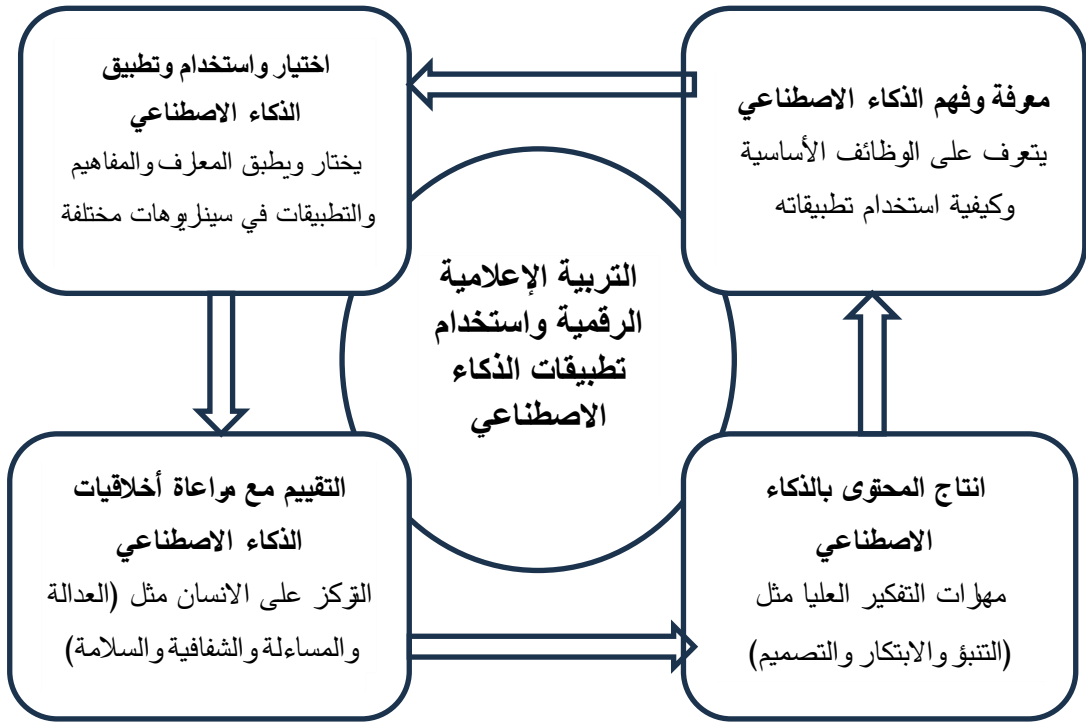 معرفة وفهم الذكاء الاصطناعي
يتعرف على الوظائف الأساسية
وكيفية استخدام تطبيقاته
اختيار واستخدام وتطبيق
الذكاء الاصطناعي
يختار ويطبق المعارف والمفاهيم
والتطبيقات في سيناريوهات مختلفة
التربية الإعلامية
الرقمية واستخدام
تطبيقات الذكاء
الاصطناعي
التقييم مع مراعاة أخلاقيات
الذكاء الاصطناعي
التركز على الانسان مثل (العدالة
والمساءلة والشفافية والسلامة)
انتاج المحتوى بالذكاء
الاصطناعي
مهارات التفكير العليا مثل
(التنبؤ والابتكار والتصميم)